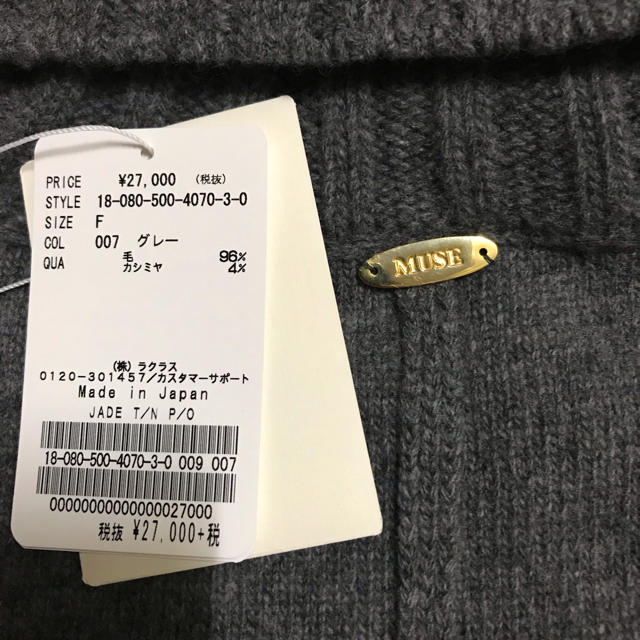 PRICE ¥27,000 (税抜)
STYLE 18-080-500-4070-3-0
SIZE F
COL 007 グレー
QUA 毛 96%
カシミヤ 4%
(株) ラクラス
0120-301457/カスタマーサポート
Made in Japan
JADE T/N P/O
18-080-500-4070-3-0 009 007
00000000000000027000
税抜 ¥27,000+税
MUSE